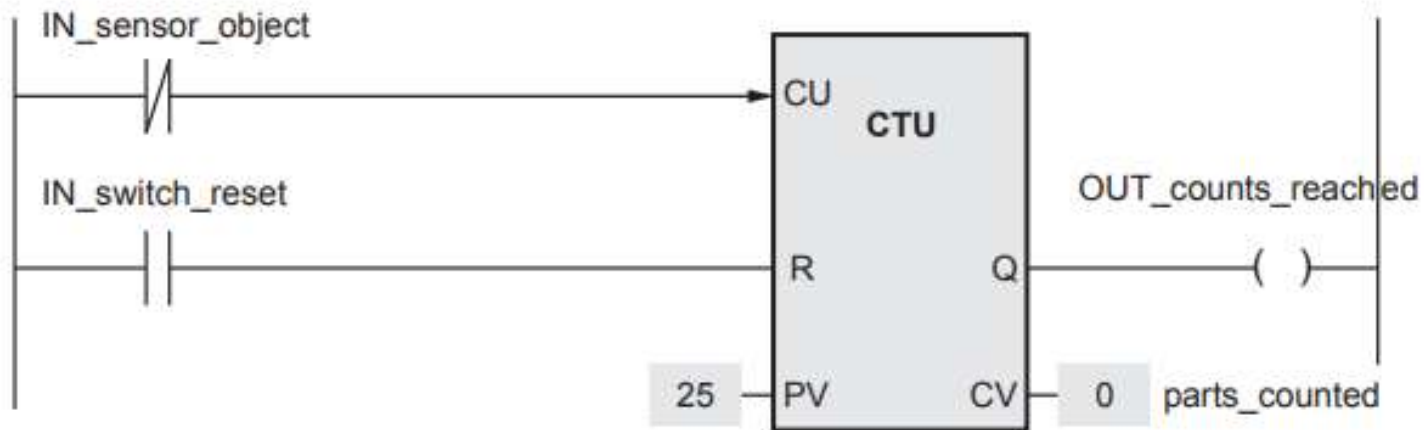 IN_sensor_object
CU
CTU
IN_switch_reset
OUT_counts_reached
R
Q
25
PV
CV
0
parts_counted